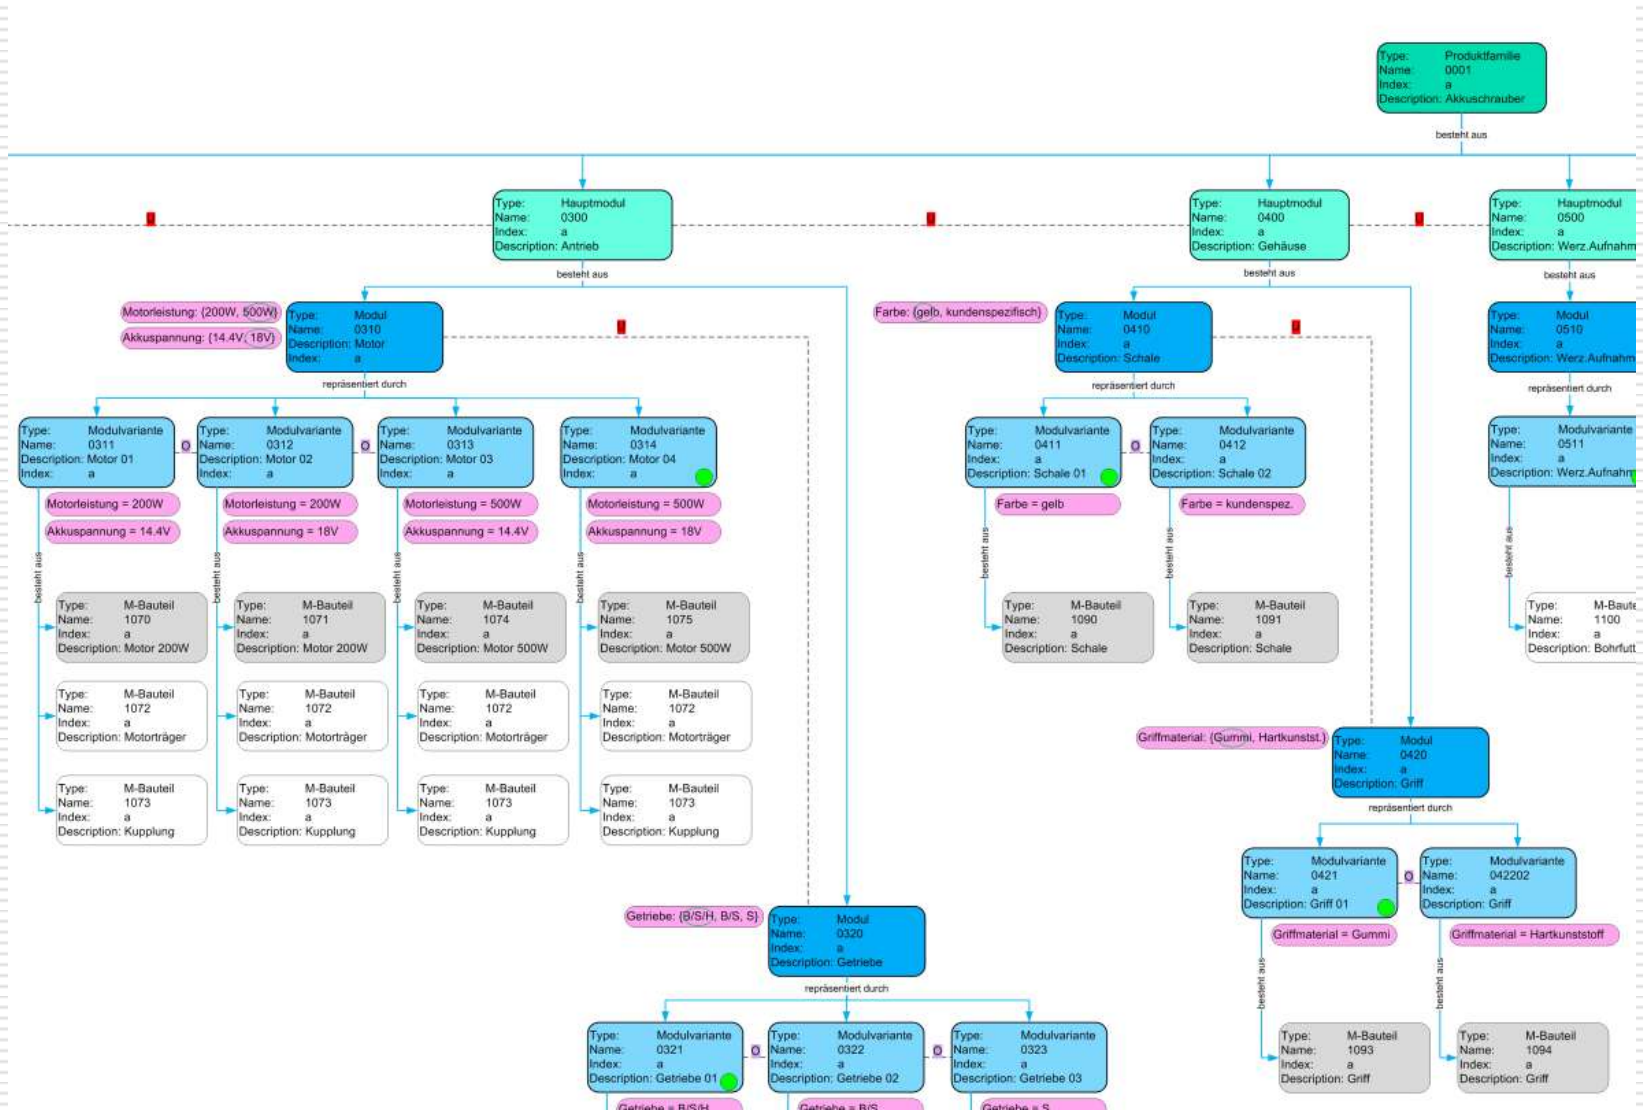 Type: Produktfamilie
Name: 0001
Index: a
Description: Akkuschrauber
besteht aus
Type: Hauptmodul
Name: 0300
Index: a
Description: Antrieb
Type: Hauptmodul
Name: 0400
Index: a
Description: Gehäuse
Type: Hauptmodul
Name: 0500
Index: a
Description: Werz.Aufnahm
U
U
U
besteht aus
besteht aus
besteht aus
Motorleistung: {200W, 500W}
Akkuspannung: {14.4V, 18V}
Type: Modul
Name: 0310
Description: Motor
Index: a
U
Farbe: {gelb, kundenspezifisch}
Type: Modul
Name: 0410
Index: a
Description: Schale
U
Type: Modul
Name: 0510
Index: a
Description: Werz.Aufnahm
repräsentiert durch
repräsentiert durch
repräsentiert durch
Type: Modulvariante
Name: 0311
Description: Motor 01
Index: a
O
Type: Modulvariante
Name: 0312
Description: Motor 02
Index: a
O
Type: Modulvariante
Name: 0313
Description: Motor 03
Index: a
Type: Modulvariante
Name: 0314
Description: Motor 04
Index: a
Type: Modulvariante
Name: 0411
Index: a
Description: Schale 01
O
Type: Modulvariante
Name: 0412
Index: a
Description: Schale 02
Type: Modulvariante
Name: 0511
Index: a
Description: Werz.Aufnahm
Motorleistung = 200W
Akkuspannung = 14.4V
Motorleistung = 200W
Akkuspannung = 18V
Motorleistung = 500W
Akkuspannung = 14.4V
Motorleistung = 500W
Akkuspannung = 18V
Farbe = gelb
Farbe = kundenspez.
besteht aus
besteht aus
besteht aus
besteht aus
besteht aus
besteht aus
besteht aus
Type: M-Bauteil
Name: 1070
Index: a
Description: Motor 200W
Type: M-Bauteil
Name: 1071
Index: a
Description: Motor 200W
Type: M-Bauteil
Name: 1074
Index: a
Description: Motor 500W
Type: M-Bauteil
Name: 1075
Index: a
Description: Motor 500W
Type: M-Bauteil
Name: 1090
Index: a
Description: Schale
Type: M-Bauteil
Name: 1091
Index: a
Description: Schale
Type: M-Baute
Name: 1100
Index: a
Description: Bohrfutt
Type: M-Bauteil
Name: 1072
Index: a
Description: Motorträger
Type: M-Bauteil
Name: 1072
Index: a
Description: Motorträger
Type: M-Bauteil
Name: 1072
Index: a
Description: Motorträger
Type: M-Bauteil
Name: 1072
Index: a
Description: Motorträger
Type: M-Bauteil
Name: 1073
Index: a
Description: Kupplung
Type: M-Bauteil
Name: 1073
Index: a
Description: Kupplung
Type: M-Bauteil
Name: 1073
Index: a
Description: Kupplung
Type: M-Bauteil
Name: 1073
Index: a
Description: Kupplung
Griffmaterial: {Gummi, Hartkunstst.}
Type: Modul
Name: 0420
Index: a
Description: Griff
repräsentiert durch
Type: Modulvariante
Name: 0421
Index: a
Description: Griff 01
O
Type: Modulvariante
Name: 042202
Index: a
Description: Griff
Griffmaterial = Gummi
Griffmaterial = Hartkunststoff
besteht aus
besteht aus
Type: M-Bauteil
Name: 1093
Index: a
Description: Griff
Type: M-Bauteil
Name: 1094
Index: a
Description: Griff
Getriebe: {B/S/H, B/S, S}
Type: Modul
Name: 0320
Index: a
Description: Getriebe
repräsentiert durch
Type: Modulvariante
Name: 0321
Index: a
Description: Getriebe 01
O
Type: Modulvariante
Name: 0322
Index: a
Description: Getriebe 02
O
Type: Modulvariante
Name: 0323
Index: a
Description: Getriebe 03
Getriebe = B/S/H
Getriebe = B/S
Getriebe = S